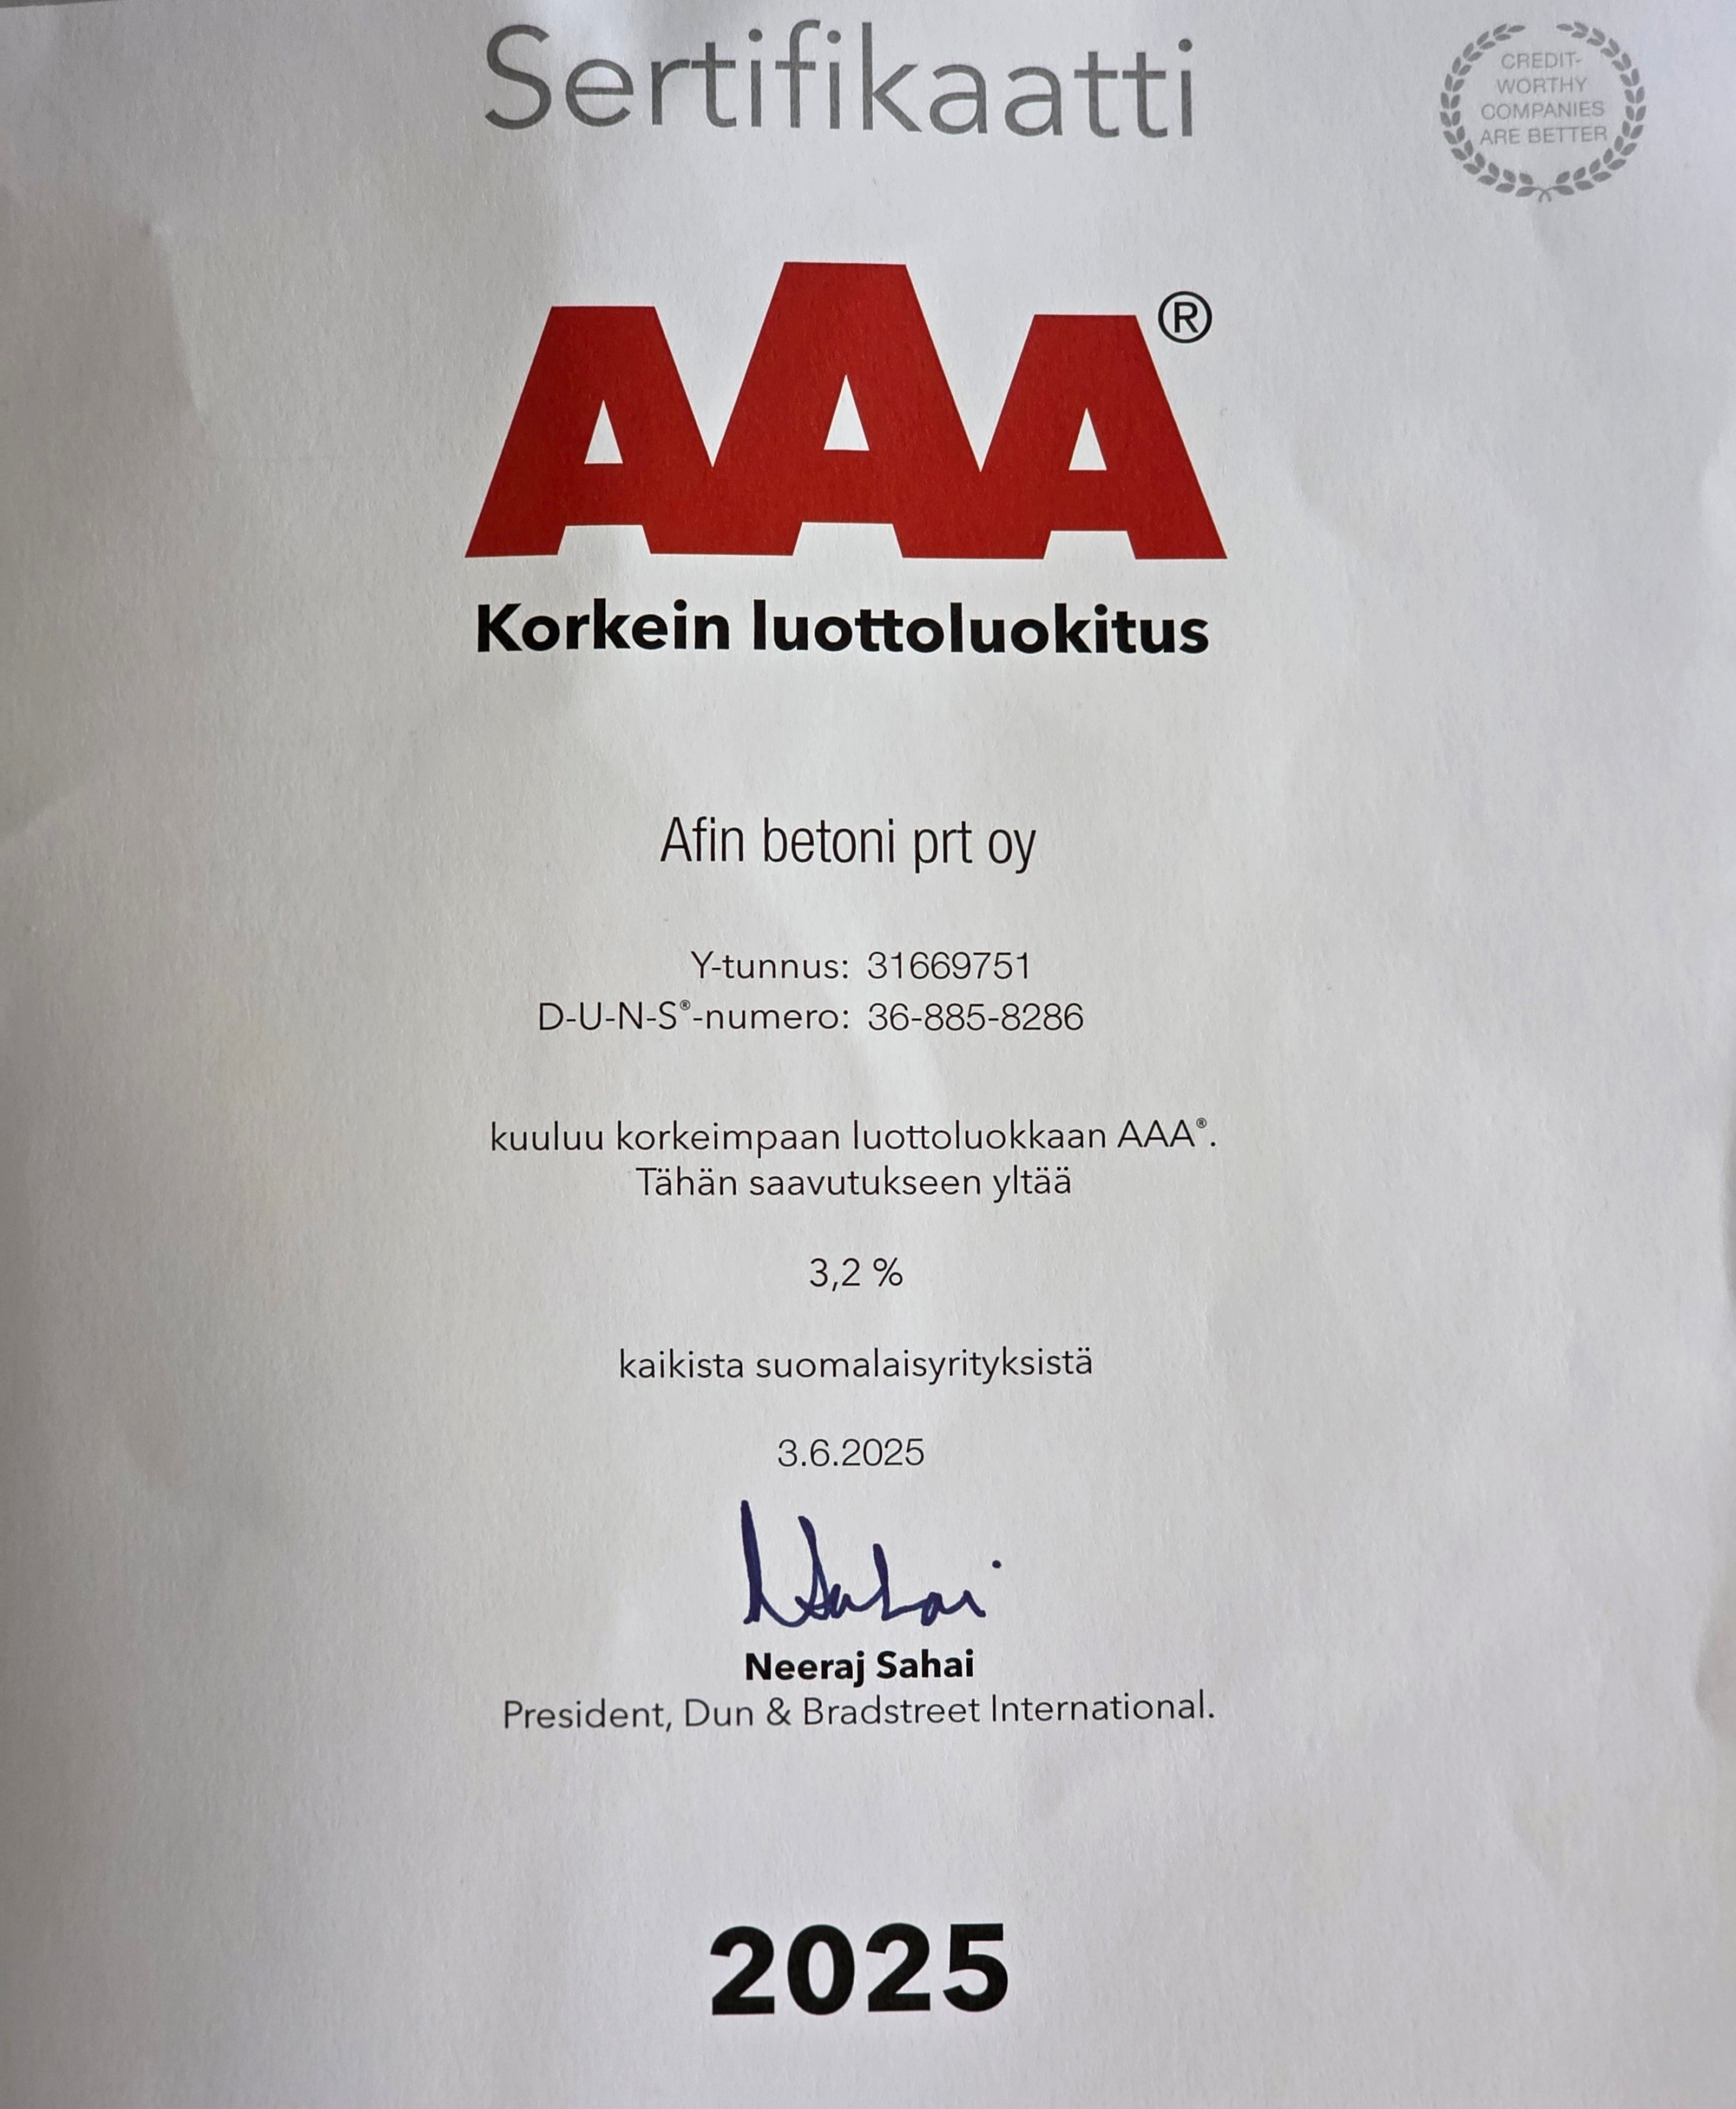 Sertifikaatti
CREDIT-
WORTHY
COMPANIES
ARE BETTER
AAA®
Korkein luottoluokitus
Afin betoni prt oy
Y-tunnus: 31669751
D-U-N-S®-numero: 36-885-8286
kuuluu korkeimpaan luottoluokkaan AAA®.
Tähän saavutukseen yltää
3,2 %
kaikista suomalaisyrityksistä
3.6.2025
NSahai
Neeraj Sahai
President, Dun & Bradstreet International.
2025